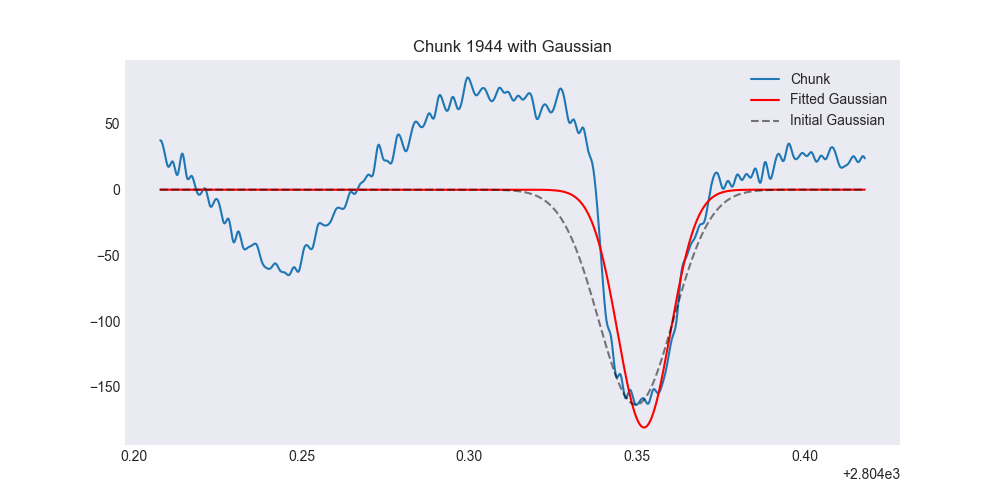 Chunk 1944 with Gaussian
Chunk
Fitted Gaussian
Initial Gaussian
50
0
−50
−100
−150
0.20 0.25 0.30 0.35 0.40
+2.804e3